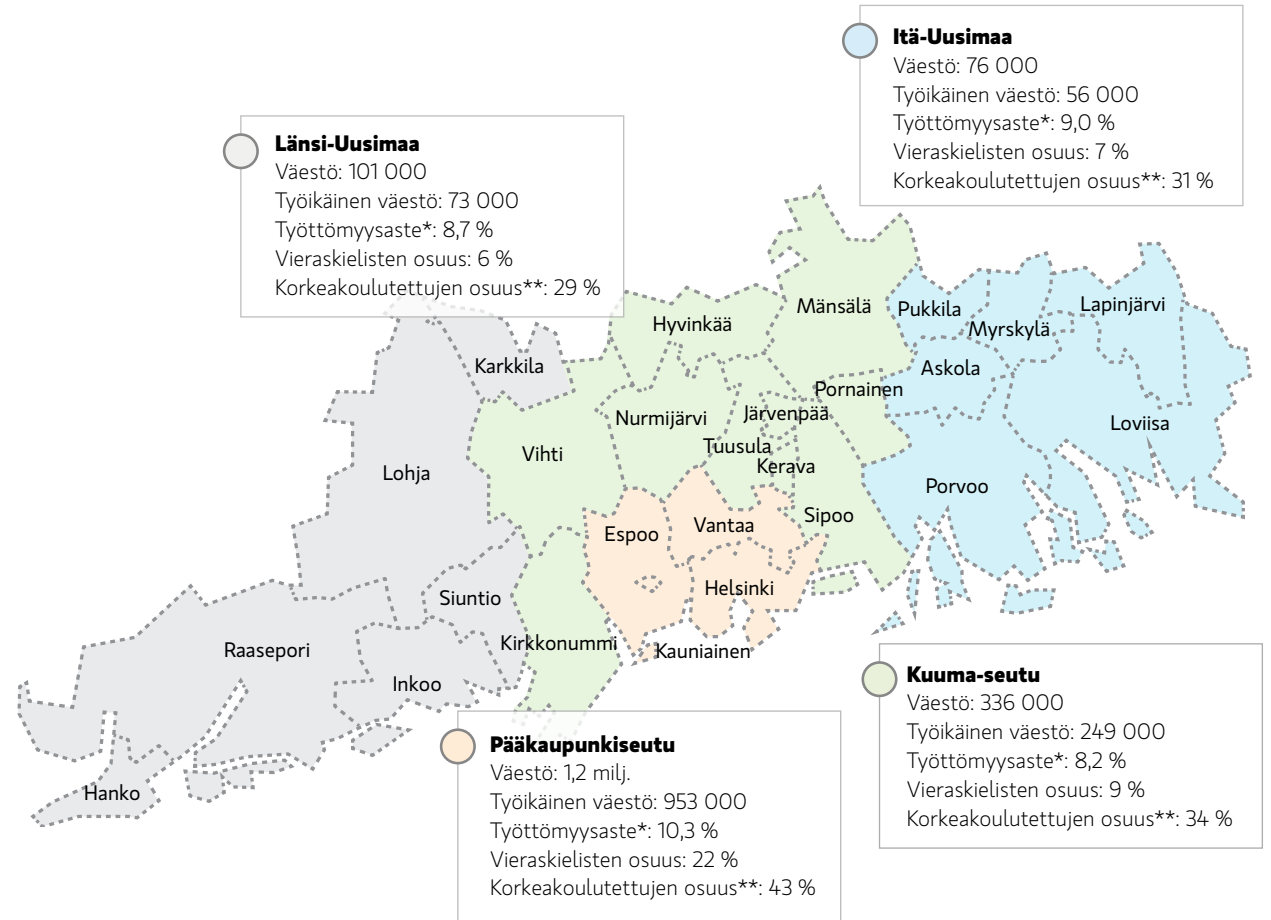 Itä-Uusimaa
Väestö: 76 000
Työikäinen väestö: 56 000
Työttömyysaste*: 9,0 %
Vieraskielisten osuus: 7 %
Korkeakoulutettujen osuus**: 31 %
Länsi-Uusimaa
Väestö: 101 000
Työikäinen väestö: 73 000
Työttömyysaste*: 8,7 %
Vieraskielisten osuus: 6 %
Korkeakoulutettujen osuus**: 29 %
Mänsälä
Pukkila
Lapinjärvi
Hyvinkää
Myrskylä
Karkkila
Askola
Pornainen
Nurmijärvi
Järvenpää
Loviisa
Tuusula
Vihti
Kerava
Lohja
Porvoo
Sipoo
Espoo
Vantaa
Helsinki
Siuntio
Kirkkonummi
Kauniainen
Raasepori
Inkoo
Hanko
Kuuma-seutu
Väestö: 336 000
Työikäinen väestö: 249 000
Työttömyysaste*: 8,2 %
Vieraskielisten osuus: 9 %
Korkeakoulutettujen osuus**: 34 %
Pääkaupunkiseutu
Väestö: 1,2 milj.
Työikäinen väestö: 953 000
Työttömyysaste*: 10,3 %
Vieraskielisten osuus: 22 %
Korkeakoulutettujen osuus**: 43 %